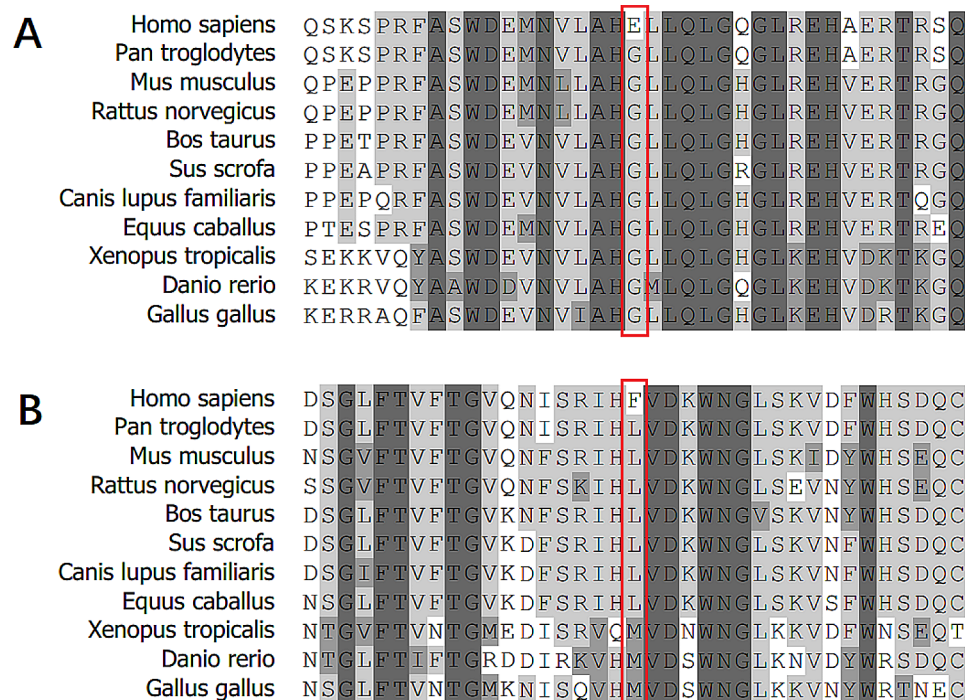 A
Homo sapiens QSKSPRFASWDEMNVLAHELLQLGQGLREHAERTRSQ
Pan troglodytes QSKSPRFASWDEMNVLAHGLLQLGQGLREHAERTRSQ
Mus musculus QPEPPRFASWDEMNLLAHGLLQLGHGLREHVERTRGQ
Rattus norvegicus QPEPPRFASWDEMNLLAHGLLQLGHGLREHVERTRGQ
Bos taurus PPETPRFASWDEVNVLAHGLLQLGHGLREHVERTRGQ
Sus scrofa PPEAPRFASWDEVNVLAHGLLQLGRGLREHVERTRGQ
Canis lupus familiaris PPEPQRFASWDEVNVLAHGLLQLGHGLREHVERTQGQ
Equus caballus PTESPRFASWDEMNVLAHGLLQLGHGLREHVERTREQ
Xenopus tropicalis SEKKVQYASWDEVNVLAHGLLQLGHGLKEHVDKTKGQ
Danio rerio KEKRVQYAAWDDVNVLAHGMLQLGQGLKEHVDKTKGQ
Gallus gallus KERRAQFASWDEVNVIAHGLLQLGHGLKEHVDRTKGQ
B
Homo sapiens DSGLFTVFTGVQNISRIHFVDKWNGLSKVDFWHSDQC
Pan troglodytes DSGLFTVFTGVQNISRIHLVDKWNGLSKVDFWHSDQC
Mus musculus NSGVFTVFTGVQNFSRIHLVDKWNGLSKIDYWHSEQC
Rattus norvegicus SSGVFTVFTGVQNFSKIHLVDKWNGLSEVNYWHSEQC
Bos taurus DSGLFTVFTGVKNFSRIHLVDKWNGVSKVNYWHSDQC
Sus scrofa DSGLFTVFTGVKDFSRIHLVDKWNGLSKVNFWHSDQC
Canis lupus familiaris DSGIFTVFTGVKDFSRIHLVDKWNGLSKVNFWHSDQC
Equus caballus NSGLFTVFTGVKDFSRIHLVDKWNGLSKVSFWHSDQC
Xenopus tropicalis NTGVFTVNTGMEDISRVQMVDNWNGLKKVDFWNSEQT
Danio rerio NTGLFTIFTGRDDIRKVHMVDSWNGLKNVDYWRSDQC
Gallus gallus NSGLFTVNTGMKNISQVHMVDSWNGLKKVDYWRTNEC